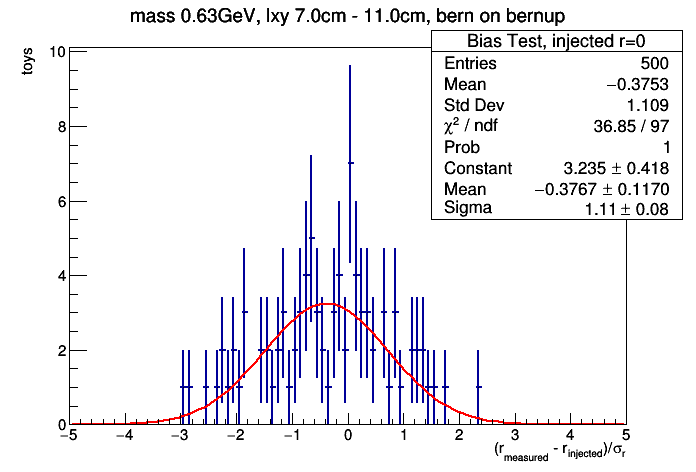 mass 0.63GeV, lxy 7.0cm - 11.0cm, bern on bernup
Bias Test, injected r=0
Entries 500
Mean −0.3753
Std Dev 1.109
χ² / ndf 36.85 / 97
Prob 1
Constant 3.235 ± 0.418
Mean −0.3767 ± 0.1170
Sigma 1.11 ± 0.08
toys
10
8
6
4
2
0
−5 −4 −3 −2 −1 0 1 2 3 4 5
(r_measured - r_injected)/σ_r